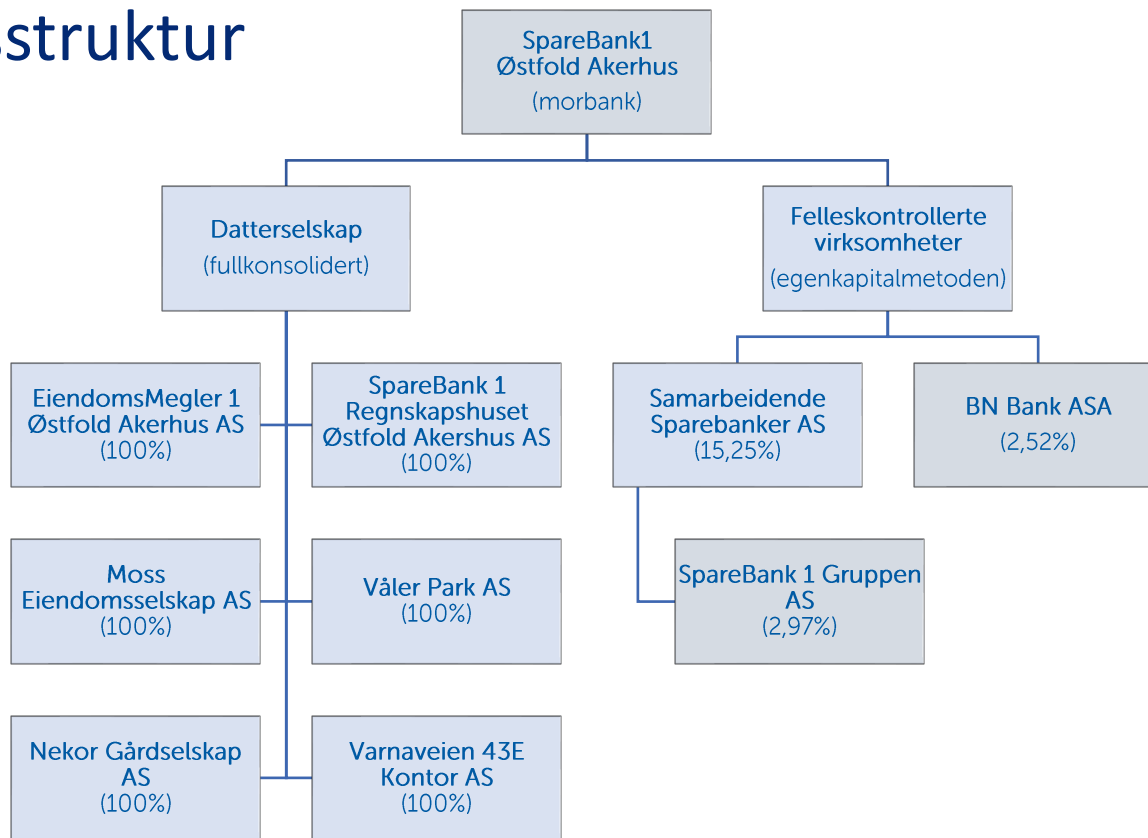 sstruktur
SpareBank1
Østfold Akerhus
(morbank)
Datterselskap
(fullkonsolidert)
Felleskontrollerte
virksomheter
(egenkapitalmetoden)
EiendomsMegler 1
Østfold Akerhus AS
(100%)
SpareBank 1
Regnskapshuset
Østfold Akershus AS
(100%)
Samarbeidende
Sparebanker AS
(15,25%)
BN Bank ASA
(2,52%)
Moss
Eiendomsselskap AS
(100%)
Våler Park AS
(100%)
SpareBank 1 Gruppen
AS
(2,97%)
Nekor Gårdselskap
AS
(100%)
Varnaveien 43E
Kontor AS
(100%)